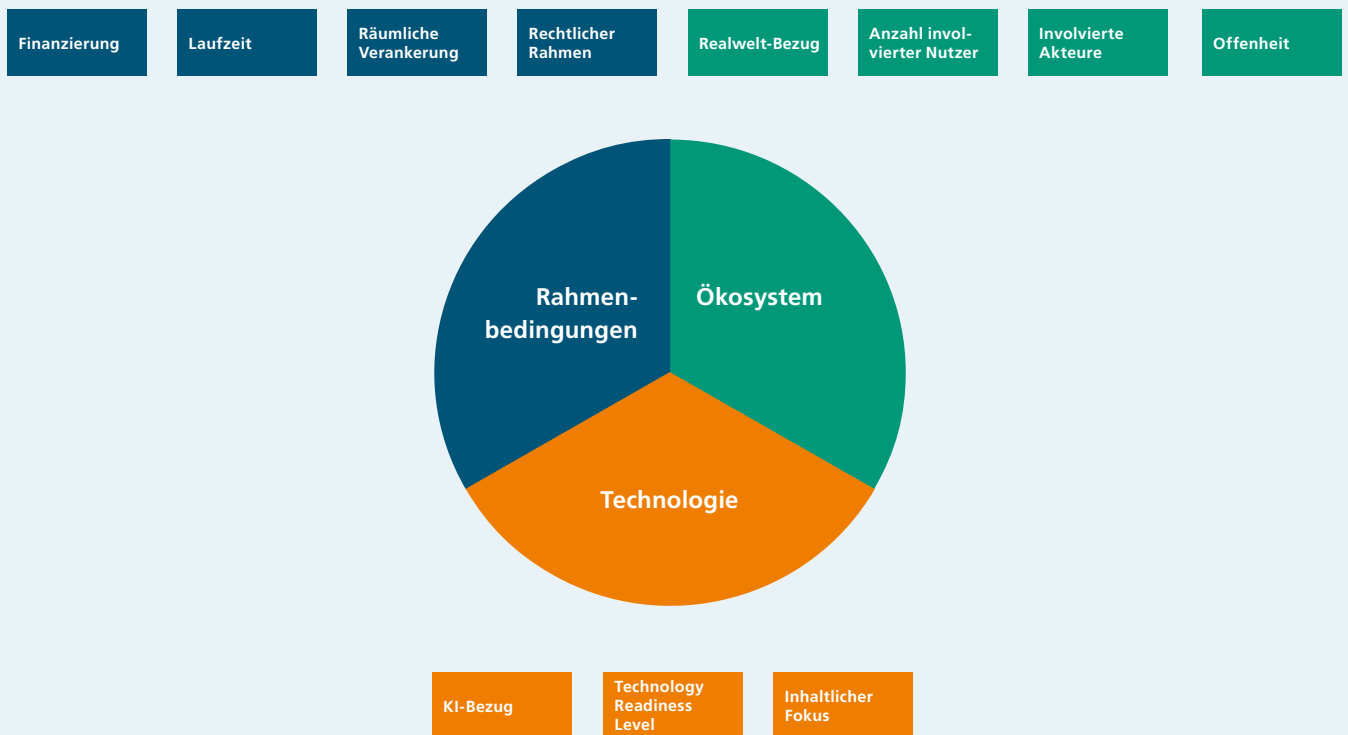 Finanzierung
Laufzeit
Räumliche
Verankerung
Rechtlicher
Rahmen
Realwelt-Bezug
Anzahl invol-
vierter Nutzer
Involvierte
Akteure
Offenheit
Rahmen-
bedingungen
Ökosystem
Technologie
KI-Bezug
Technology
Readiness
Level
Inhaltlicher
Fokus